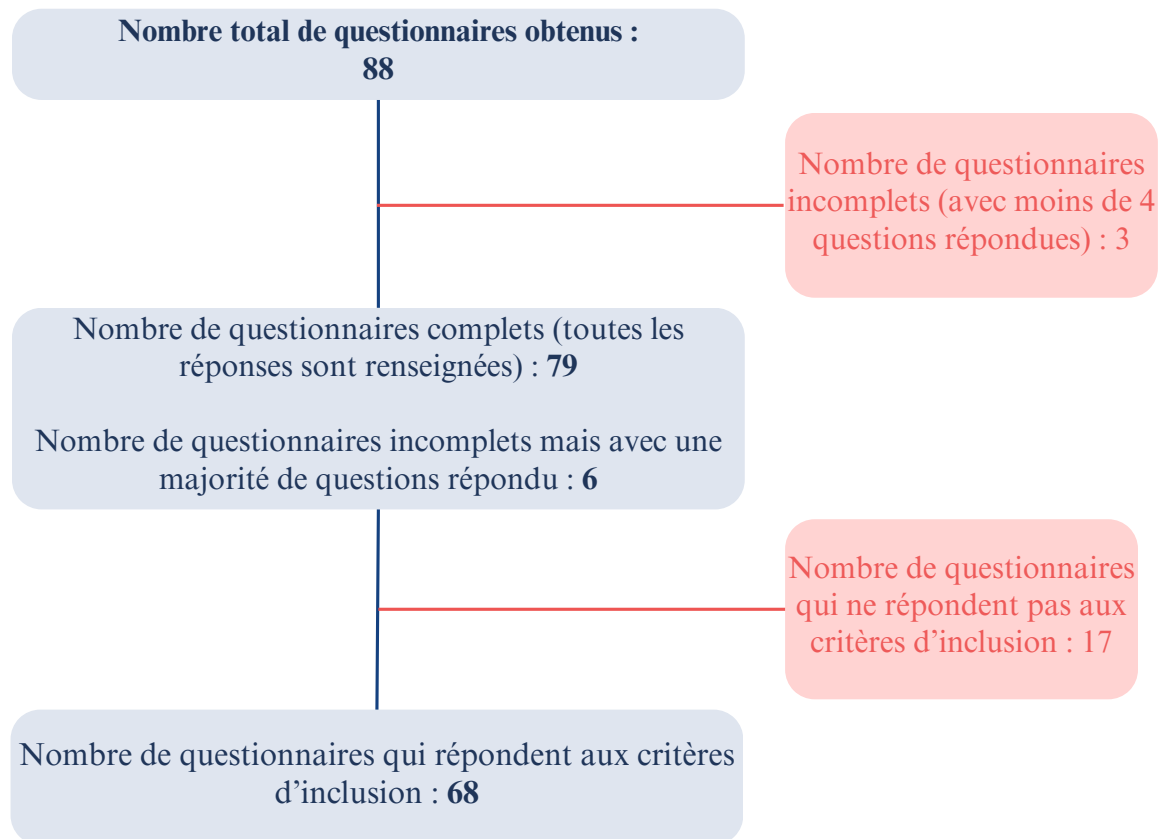 Nombre total de questionnaires obtenus :
88
Nombre de questionnaires
incomplets (avec moins de 4
questions répondues) : 3
Nombre de questionnaires complets (toutes les
réponses sont renseignées) : 79
Nombre de questionnaires incomplets mais avec une
majorité de questions répondu : 6
Nombre de questionnaires
qui ne répondent pas aux
critères d’inclusion : 17
Nombre de questionnaires qui répondent aux critères
d’inclusion : 68